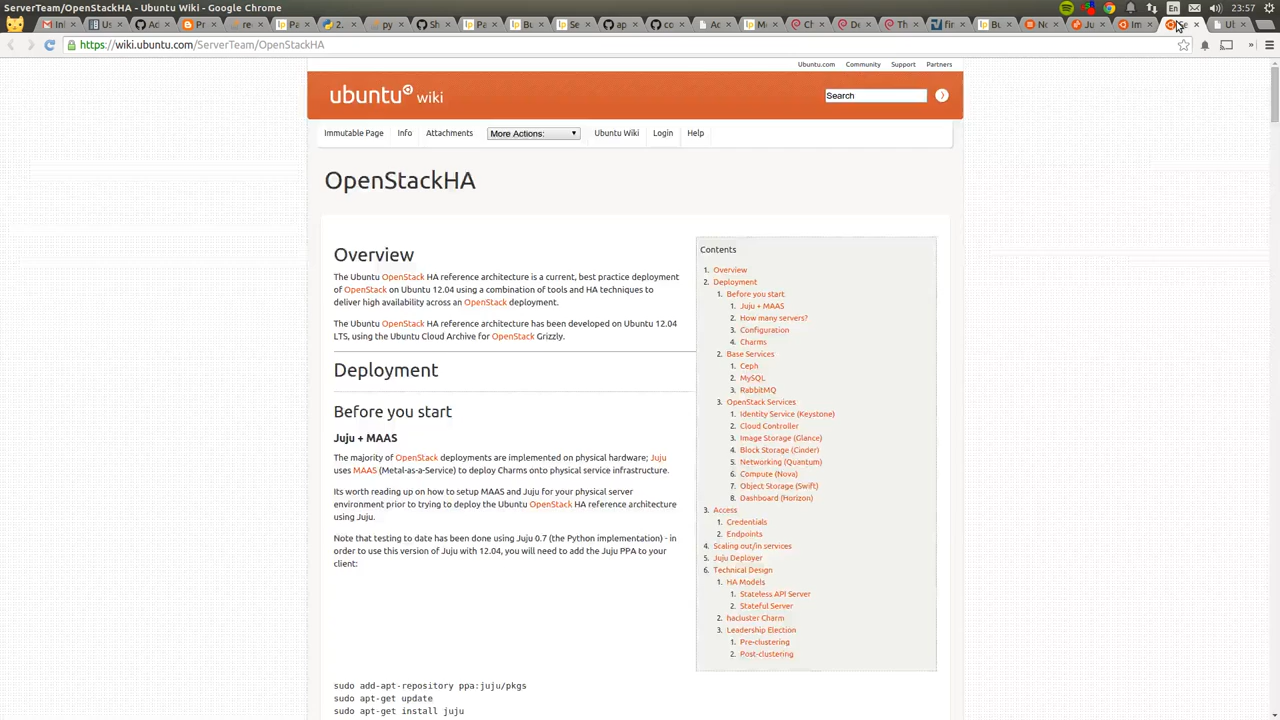 ServerTeam/OpenStackHA - Ubuntu Wiki - Google Chrome
En 23:57
https://wiki.ubuntu.com/ServerTeam/OpenStackHA
Ubuntu.com Community Support Partners
ubuntu wiki
Search
Immutable Page Info Attachments More Actions: Ubuntu Wiki Login Help
OpenStackHA
Overview
The Ubuntu OpenStack HA reference architecture is a current, best practice deployment
of OpenStack on Ubuntu 12.04 using a combination of tools and HA techniques to
deliver high availability across an OpenStack deployment.
The Ubuntu OpenStack HA reference architecture has been developed on Ubuntu 12.04
LTS, using the Ubuntu Cloud Archive for OpenStack Grizzly.
Deployment
Before you start
Juju + MAAS
The majority of OpenStack deployments are implemented on physical hardware; Juju
uses MAAS (Metal-as-a-Service) to deploy Charms onto physical service infrastructure.
Its worth reading up on how to setup MAAS and Juju for your physical server
environment prior to trying to deploy the Ubuntu OpenStack HA reference architecture
using Juju.
Note that testing to date has been done using Juju 0.7 (the Python implementation) - in
order to use this version of Juju with 12.04, you will need to add the Juju PPA to your
client:
sudo add-apt-repository ppa:juju/pkgs
sudo apt-get update
sudo apt-get install juju
Contents
1. Overview
2. Deployment
1. Before you start
1. Juju + MAAS
2. How many servers?
3. Configuration
4. Charms
2. Base Services
1. Ceph
2. MySQL
3. RabbitMQ
3. OpenStack Services
1. Identity Service (Keystone)
2. Cloud Controller
3. Image Storage (Glance)
4. Block Storage (Cinder)
5. Networking (Quantum)
6. Compute (Nova)
7. Object Storage (Swift)
8. Dashboard (Horizon)
3. Access
1. Credentials
2. Endpoints
4. Scaling out/in services
5. Juju Deployer
6. Technical Design
1. HA Models
1. Stateless API Server
2. Stateful Server
2. hacluster Charm
3. Leadership Election
1. Pre-clustering
2. Post-clustering